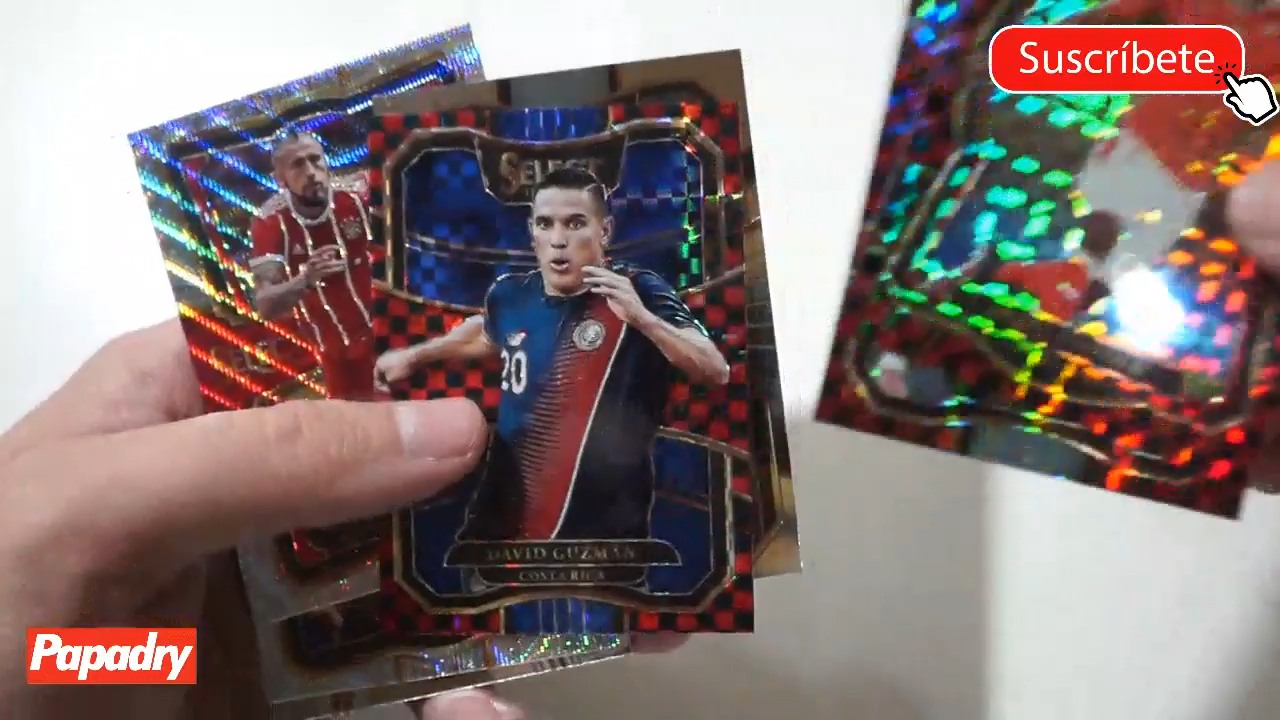 Suscríbete
SELECT
20
DAVID GUZMAN
COSTA RICA
Papadry